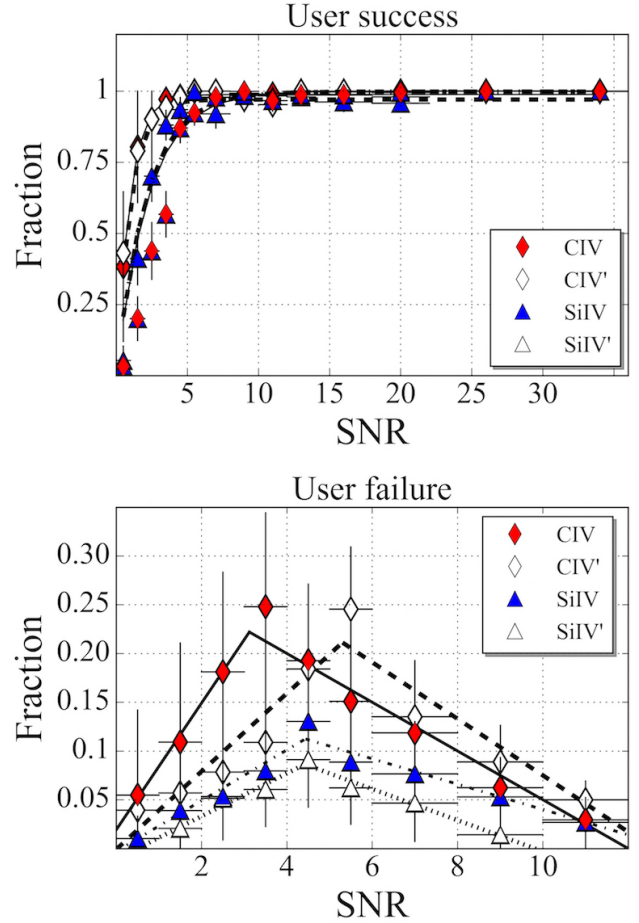 User success
1
0.75
0.5
0.25
Fraction
CIV
CIV'
SiIV
SiIV'
5 10 15 20 25 30
SNR
User failure
0.30
0.25
0.20
0.15
0.1
0.05
Fraction
CIV
CIV'
SiIV
SiIV'
2 4 6 8 10
SNR